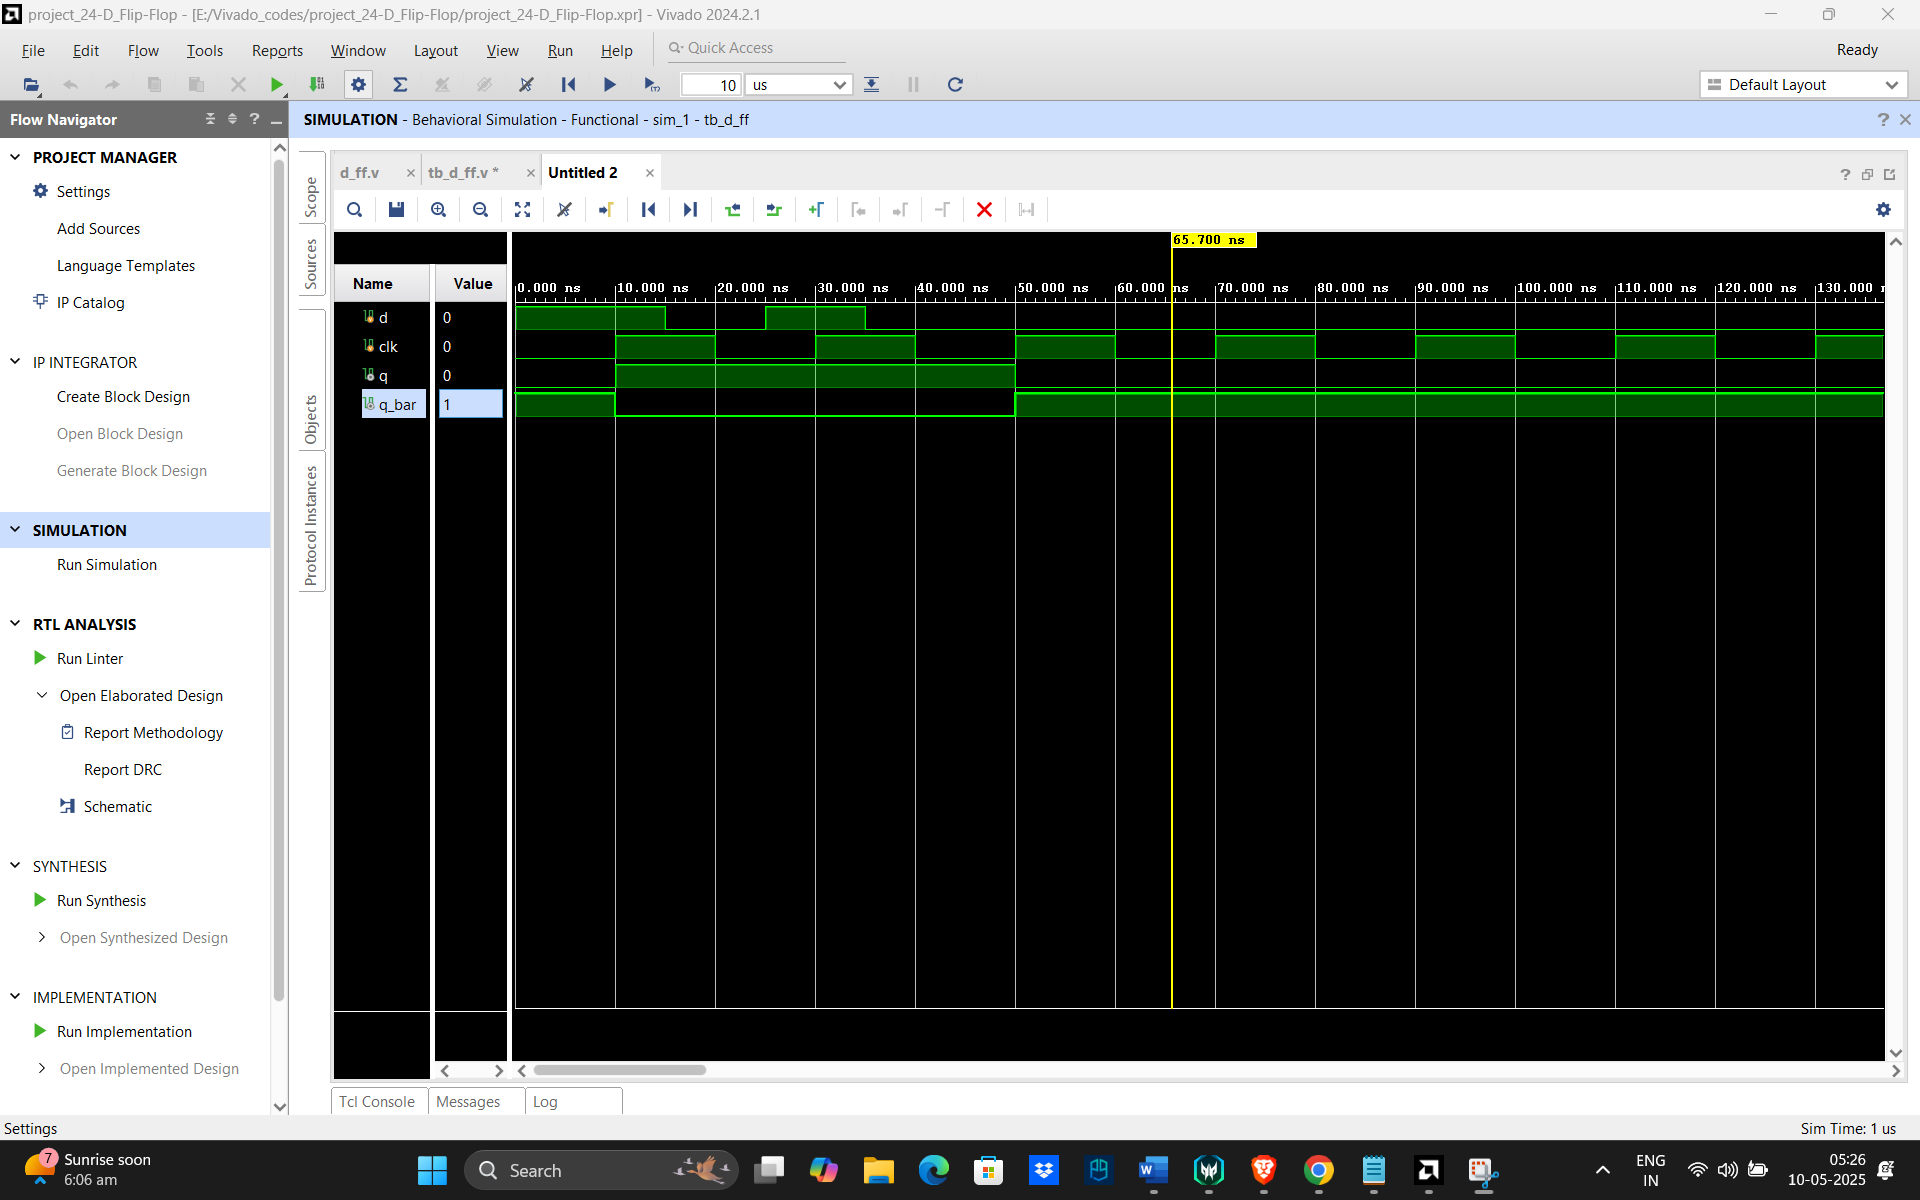 project_24-D_Flip-Flop - [E:/Vivado_codes/project_24-D_Flip-Flop/project_24-D_Flip-Flop.xpr] - Vivado 2024.2.1
File Edit Flow Tools Reports Window Layout View Run Help Quick Access Ready
10 us Default Layout
Flow Navigator
SIMULATION - Behavioral Simulation - Functional - sim_1 - tb_d_ff
PROJECT MANAGER
Settings
Add Sources
Language Templates
IP Catalog
IP INTEGRATOR
Create Block Design
Open Block Design
Generate Block Design
SIMULATION
Run Simulation
RTL ANALYSIS
Run Linter
Open Elaborated Design
Report Methodology
Report DRC
Schematic
SYNTHESIS
Run Synthesis
Open Synthesized Design
IMPLEMENTATION
Run Implementation
Open Implemented Design
Scope
Sources
Objects
Protocol Instances
d_ff.v tb_d_ff.v * Untitled 2
65.700 ns
Name Value
0.000 ns 10.000 ns 20.000 ns 30.000 ns 40.000 ns 50.000 ns 60.000 ns 70.000 ns 80.000 ns 90.000 ns 100.000 ns 110.000 ns 120.000 ns 130.000
d 0
clk 0
q 0
q_bar 1
Tcl Console Messages Log
Settings
Sim Time: 1 us
7
Sunrise soon
6:06 am
Search
ENG
IN
05:26
10-05-2025